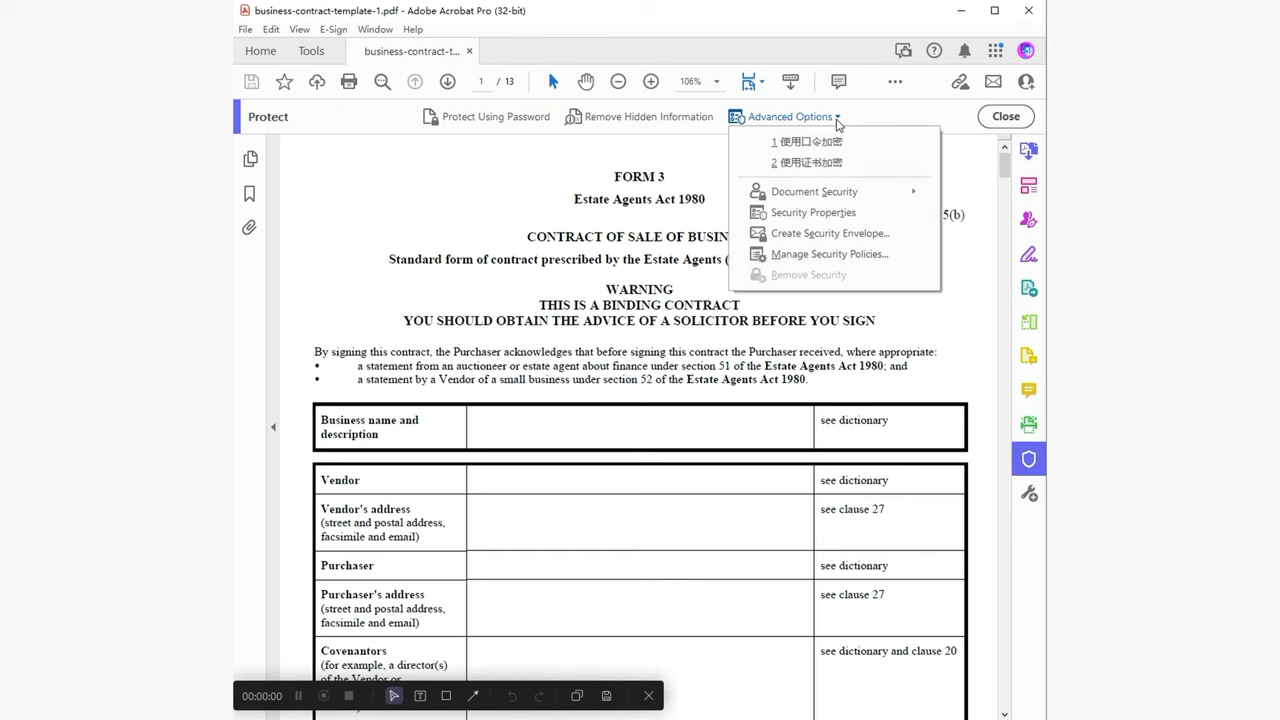 business-contract-template-1.pdf - Adobe Acrobat Pro (32-bit)
File Edit View E-Sign Window Help
Home Tools business-contract-t...
1 / 13 106%
Protect Protect Using Password Remove Hidden Information Advanced Options Close
1 使用口令加密
2 使用证书加密
Document Security
Security Properties
Create Security Envelope...
Manage Security Policies...
Remove Security
FORM 3
Estate Agents Act 1980
5(b)
CONTRACT OF SALE OF BUSIN
Standard form of contract prescribed by the Estate Agents (
WARNING
THIS IS A BINDING CONTRACT
YOU SHOULD OBTAIN THE ADVICE OF A SOLICITOR BEFORE YOU SIGN
By signing this contract, the Purchaser acknowledges that before signing this contract the Purchaser received, where appropriate:
• a statement from an auctioneer or estate agent about finance under section 51 of the Estate Agents Act 1980; and
• a statement by a Vendor of a small business under section 52 of the Estate Agents Act 1980.
Business name and see dictionary
description
Vendor see dictionary
Vendor's address see clause 27
(street and postal address,
facsimile and email)
Purchaser see dictionary
Purchaser's address see clause 27
(street and postal address,
facsimile and email)
Covenantors see dictionary and clause 20
(for example, a director(s)
of the Vendor or
00:00:00